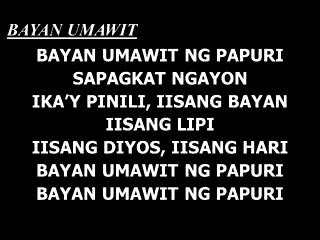 BAYAN UMAWIT
BAYAN UMAWIT NG PAPURI
SAPAGKAT NGAYON
IKA’Y PINILI, IISANG BAYAN
IISANG LIPI
IISANG DIYOS, IISANG HARI
BAYAN UMAWIT NG PAPURI
BAYAN UMAWIT NG PAPURI